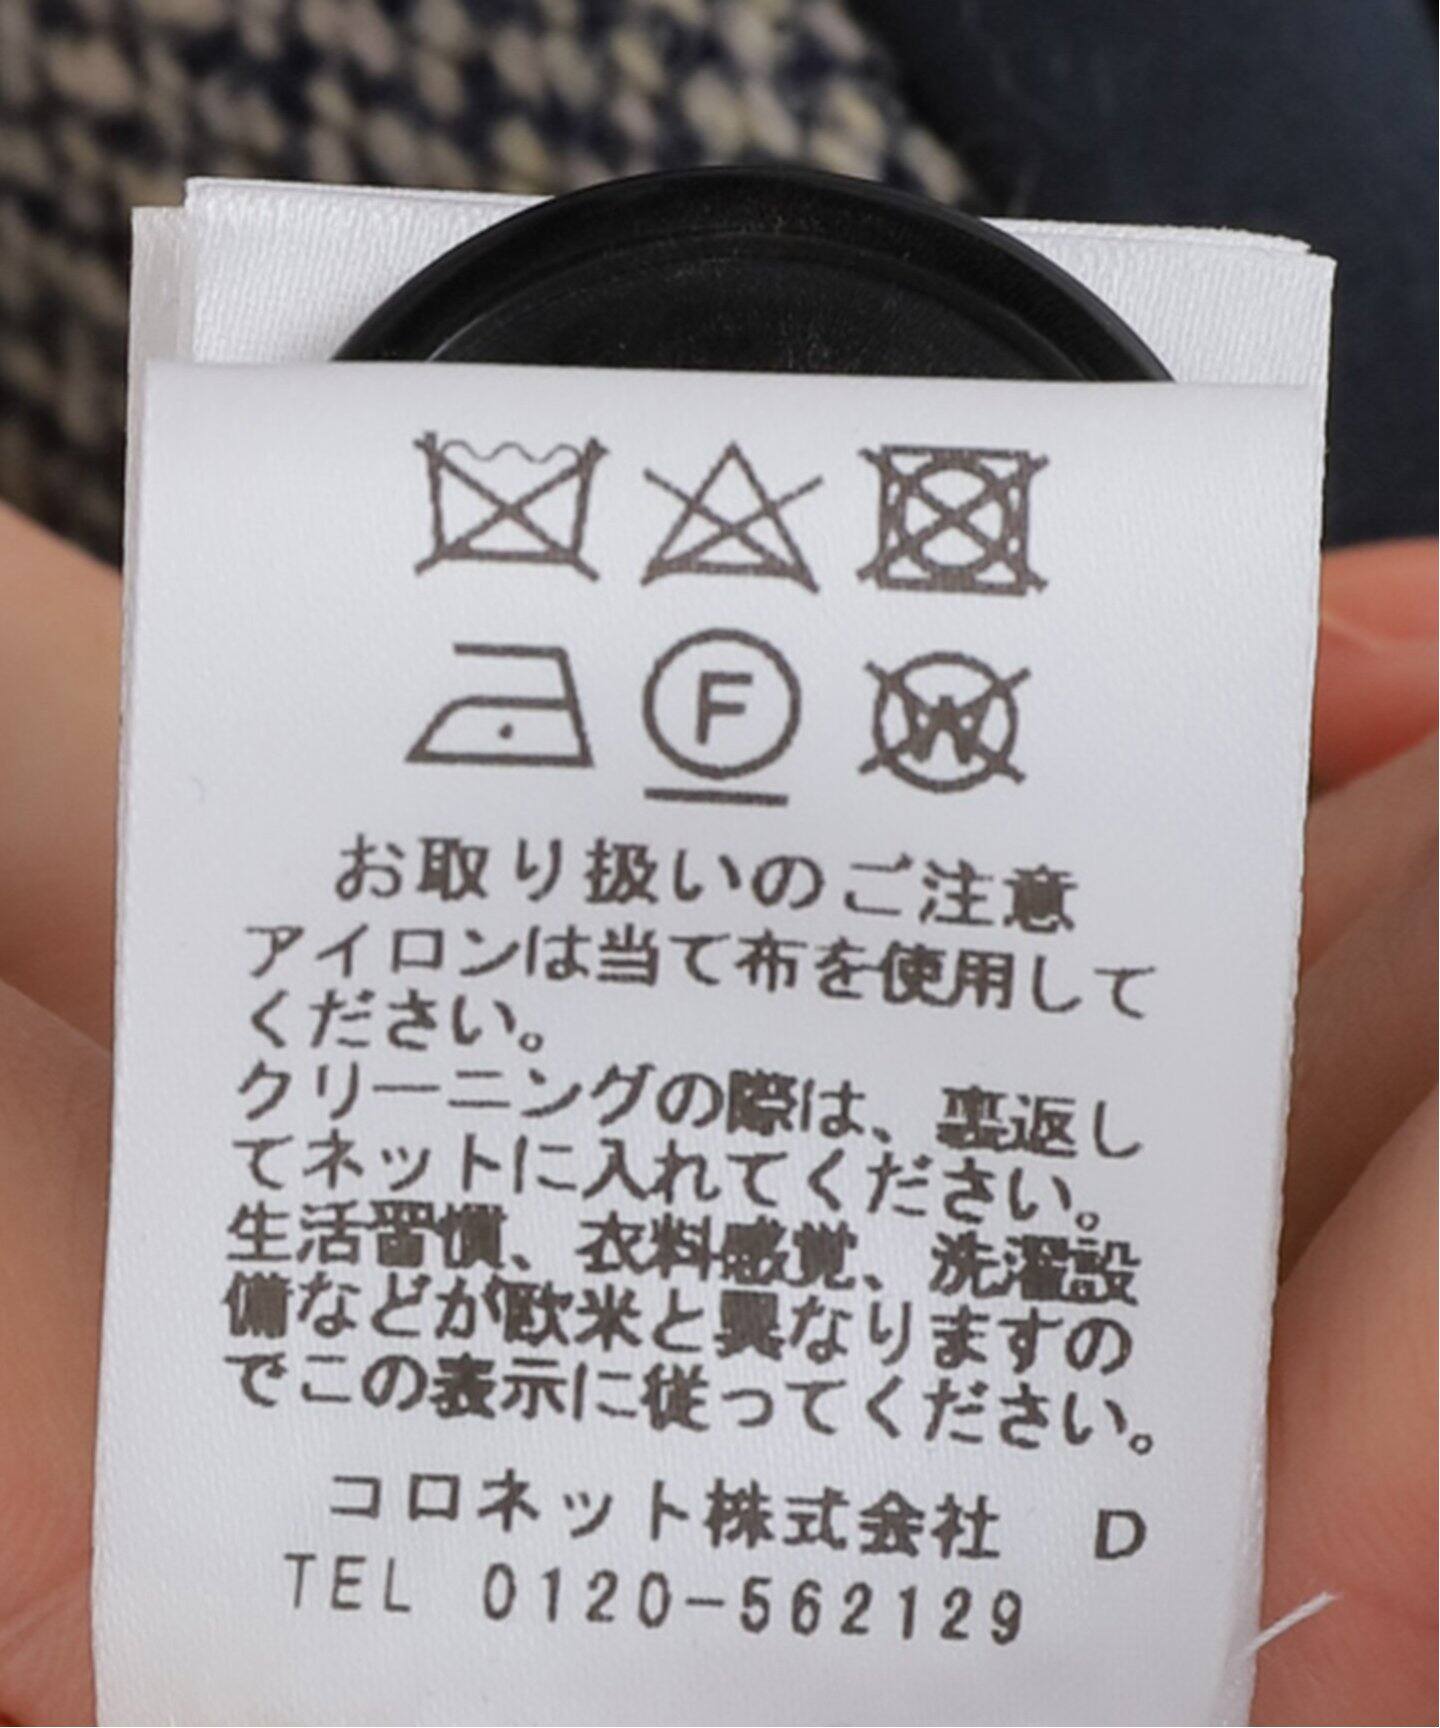 F
W
お取り扱いのご注意
アイロンは当て布を使用して
ください。
クリーニングの際は、裏返し
てネットに入れてください。
生活習慣、衣料感覚、洗濯設
備などが欧米と異なりますの
でこの表示に従ってください。
コロネット株式会社 D
TEL 0120-562129